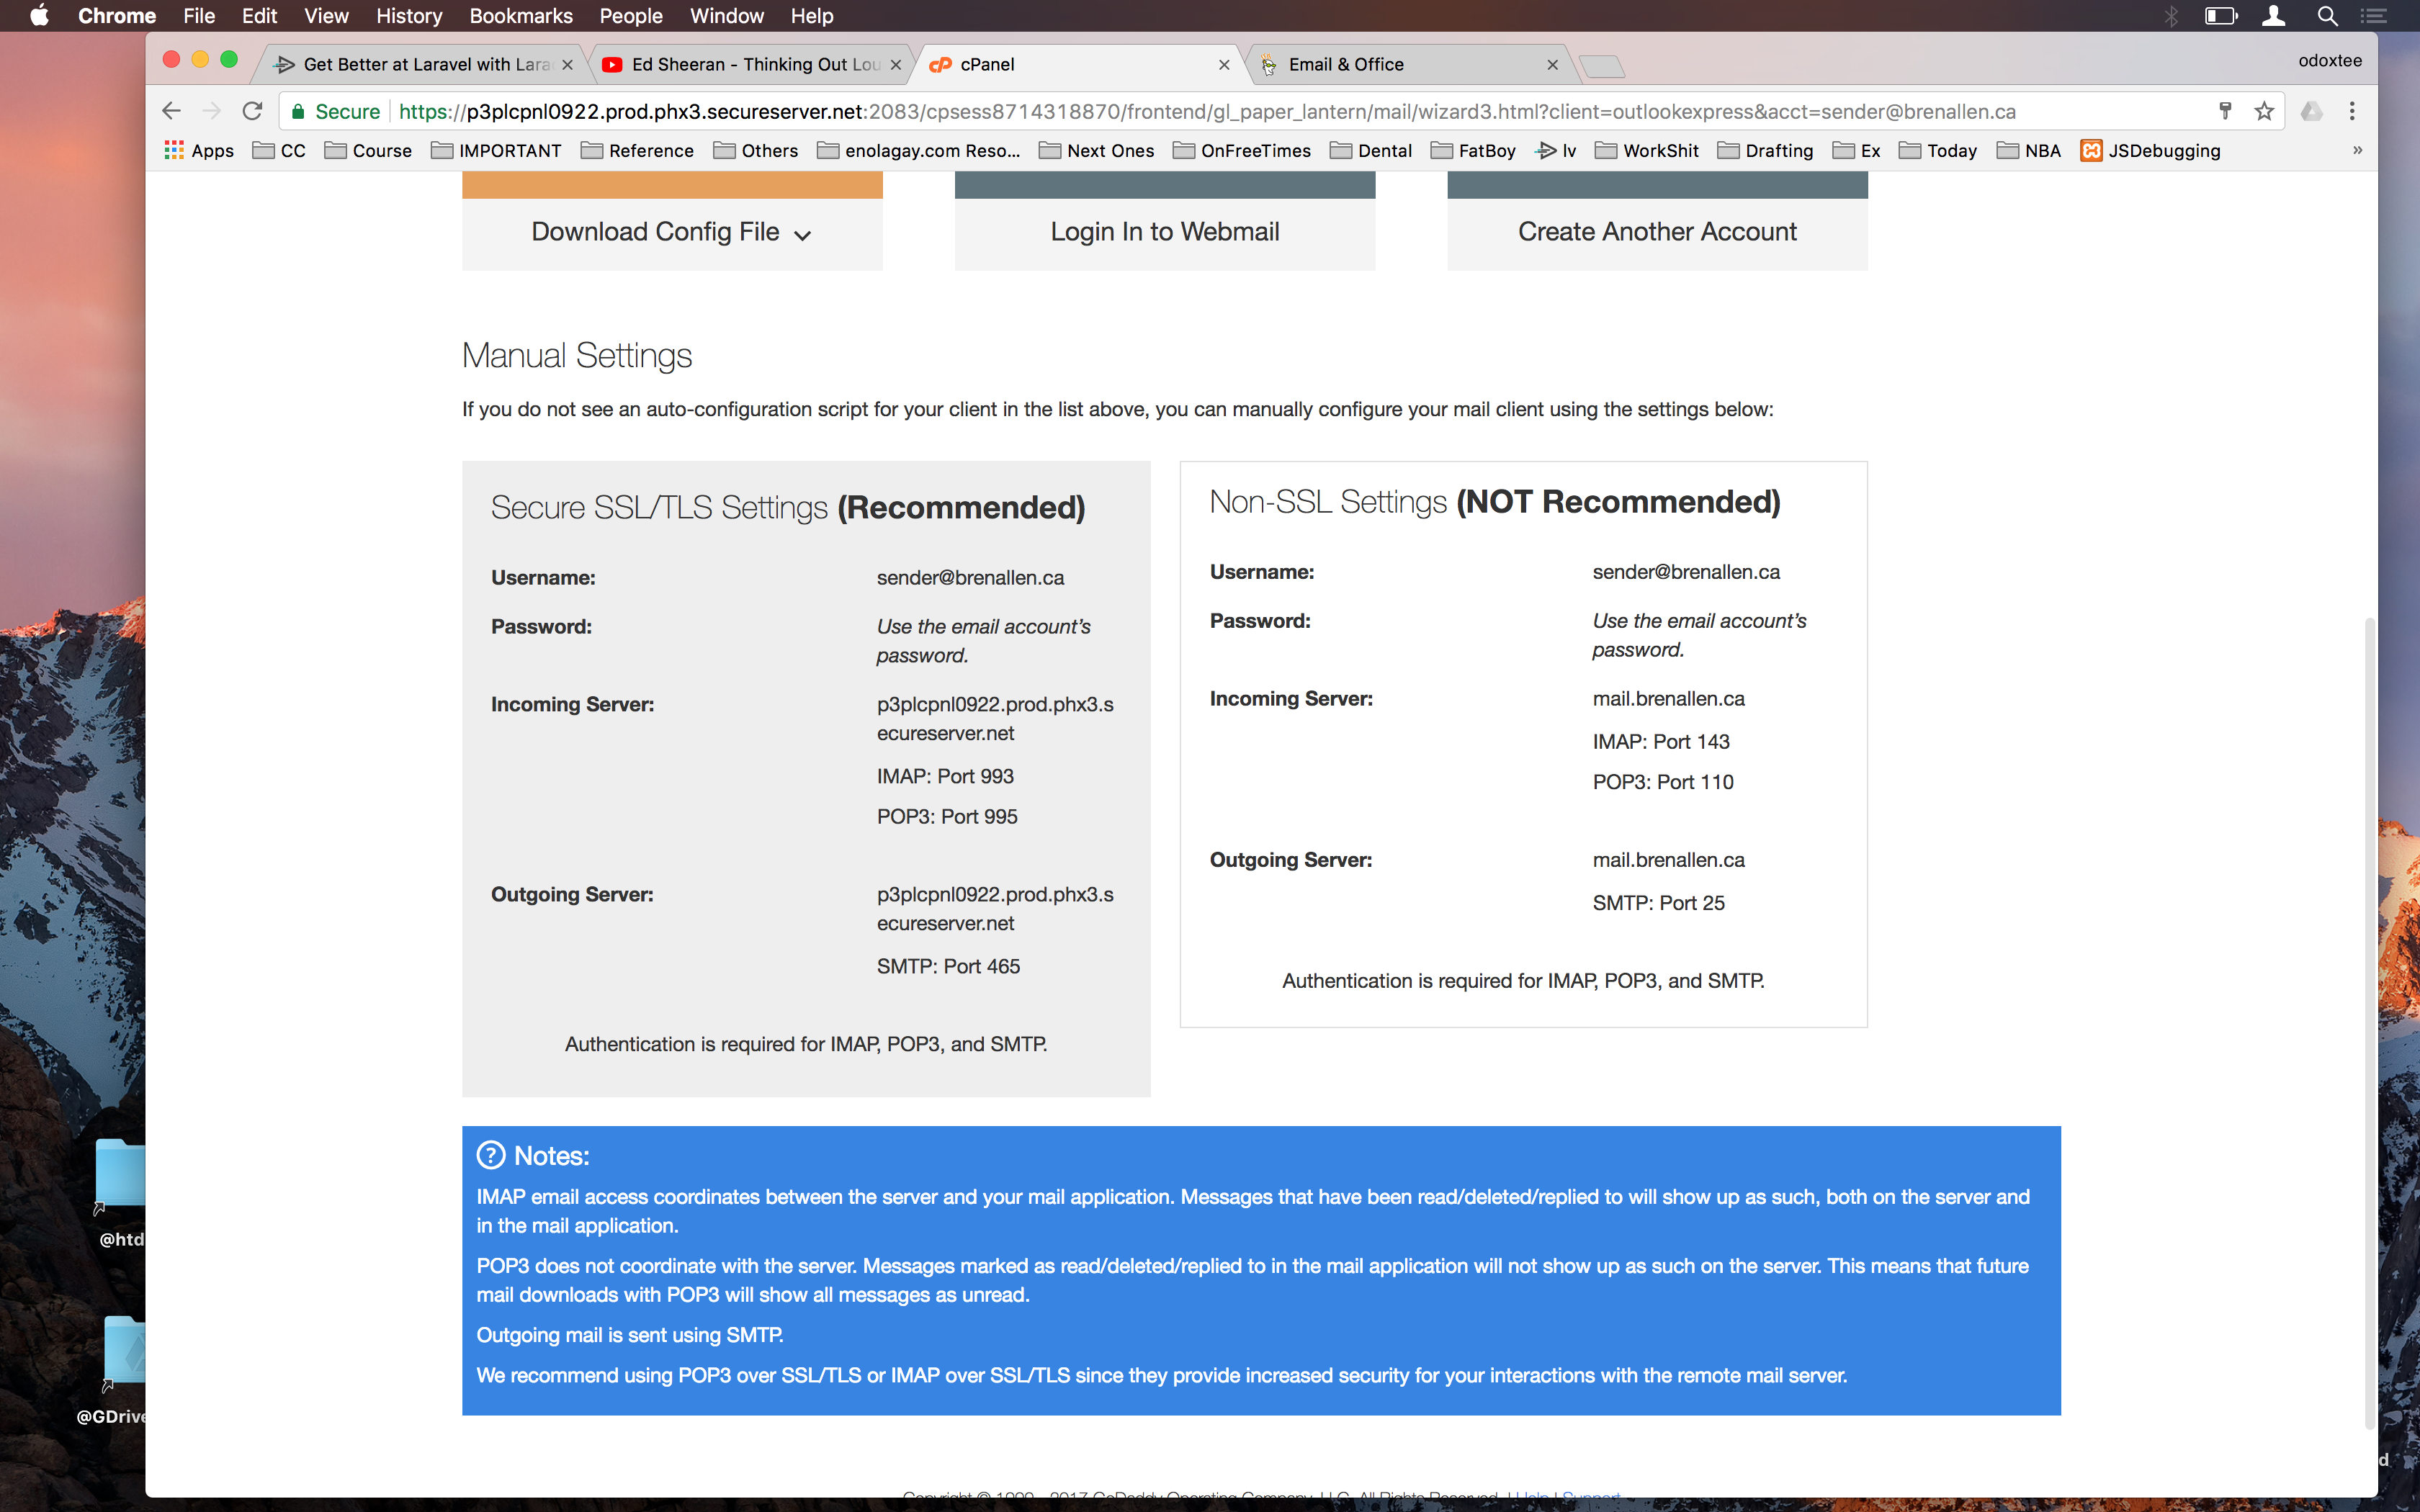 Chrome File Edit View History Bookmarks People Window Help
Get Better at Laravel with Lara
Ed Sheeran - Thinking Out Lou
cPanel
Email & Office
odoxtee
Secure https://p3plcpnl0922.prod.phx3.secureserver.net:2083/cpsess8714318870/frontend/gl_paper_lantern/mail/wizard3.html?client=outlookexpress&acct=sender@brenallen.ca
Apps CC Course IMPORTANT Reference Others enolagay.com Reso... Next Ones OnFreeTimes Dental FatBoy lv WorkShit Drafting Ex Today NBA JSDebugging »
Download Config File
Login In to Webmail
Create Another Account
Manual Settings
If you do not see an auto-configuration script for your client in the list above, you can manually configure your mail client using the settings below:
Secure SSL/TLS Settings (Recommended)
Username: sender@brenallen.ca
Password: Use the email account's
password.
Incoming Server: p3plcpnl0922.prod.phx3.s
ecureserver.net
IMAP: Port 993
POP3: Port 995
Outgoing Server: p3plcpnl0922.prod.phx3.s
ecureserver.net
SMTP: Port 465
Authentication is required for IMAP, POP3, and SMTP.
Non-SSL Settings (NOT Recommended)
Username: sender@brenallen.ca
Password: Use the email account's
password.
Incoming Server: mail.brenallen.ca
IMAP: Port 143
POP3: Port 110
Outgoing Server: mail.brenallen.ca
SMTP: Port 25
Authentication is required for IMAP, POP3, and SMTP.
Notes:
IMAP email access coordinates between the server and your mail application. Messages that have been read/deleted/replied to will show up as such, both on the server and
in the mail application.
POP3 does not coordinate with the server. Messages marked as read/deleted/replied to in the mail application will not show up as such on the server. This means that future
mail downloads with POP3 will show all messages as unread.
Outgoing mail is sent using SMTP.
We recommend using POP3 over SSL/TLS or IMAP over SSL/TLS since they provide increased security for your interactions with the remote mail server.
@htd
@GDrive
d
Copyright © 1999 - 2017 GoDaddy Operating Company, LLC. All Rights Reserved. | Help | Support